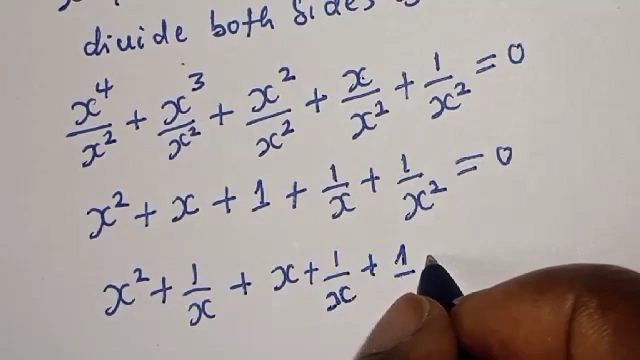 divide both sides
x⁴/x² + x³/x² + x²/x² + x/x² + 1/x² = 0
x² + x + 1 + 1/x + 1/x² = 0
x² + 1/x + x + 1/x + 1